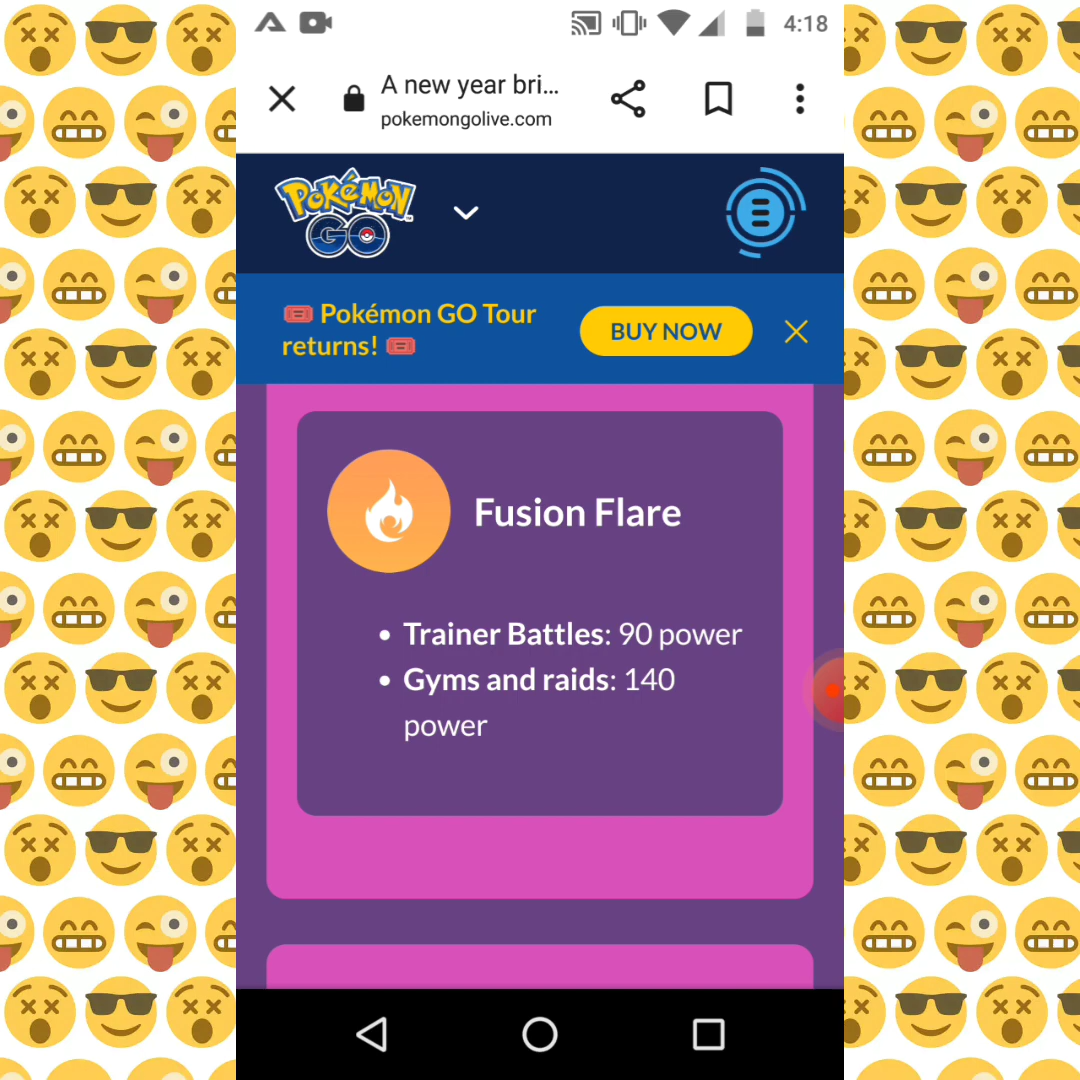 4:18
A new year bri...
pokemongolive.com
POKéMON
GO
Pokémon GO Tour
returns!
BUY NOW
Fusion Flare
• Trainer Battles: 90 power
• Gyms and raids: 140
power